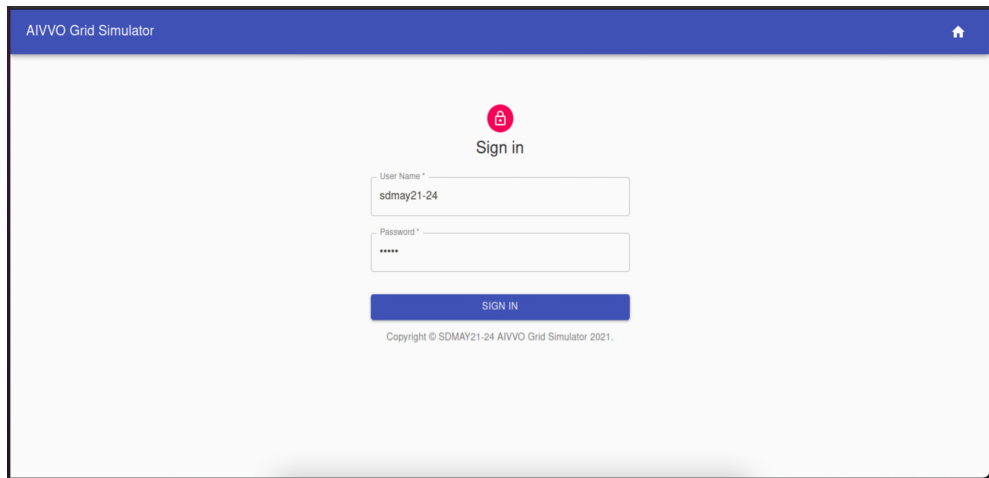 AIVVO Grid Simulator
Sign in
User Name *
sdmay21-24
Password *
•••••
SIGN IN
Copyright © SDMAY21-24 AIVVO Grid Simulator 2021.